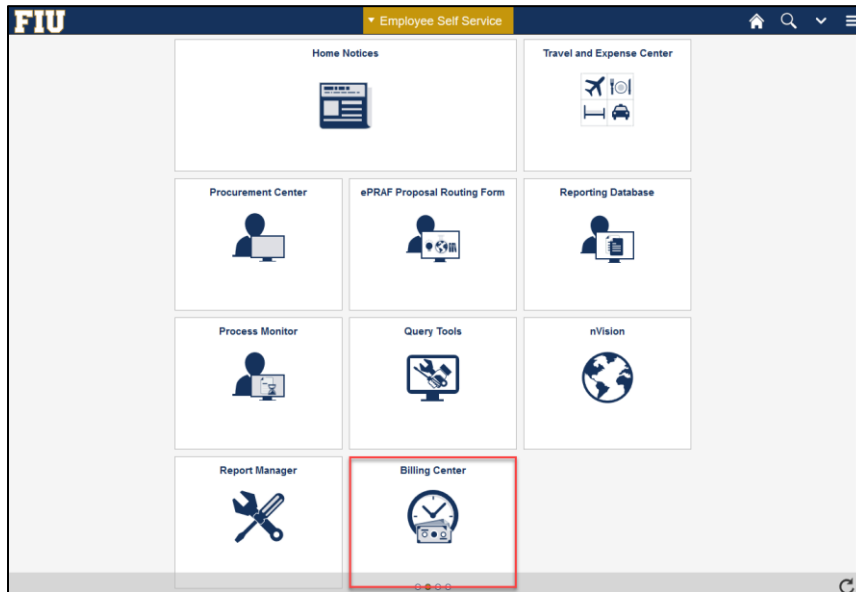 FIU
Employee Self Service
Home Notices
Travel and Expense Center
Procurement Center
ePRAF Proposal Routing Form
Reporting Database
Process Monitor
Query Tools
nVision
Report Manager
Billing Center